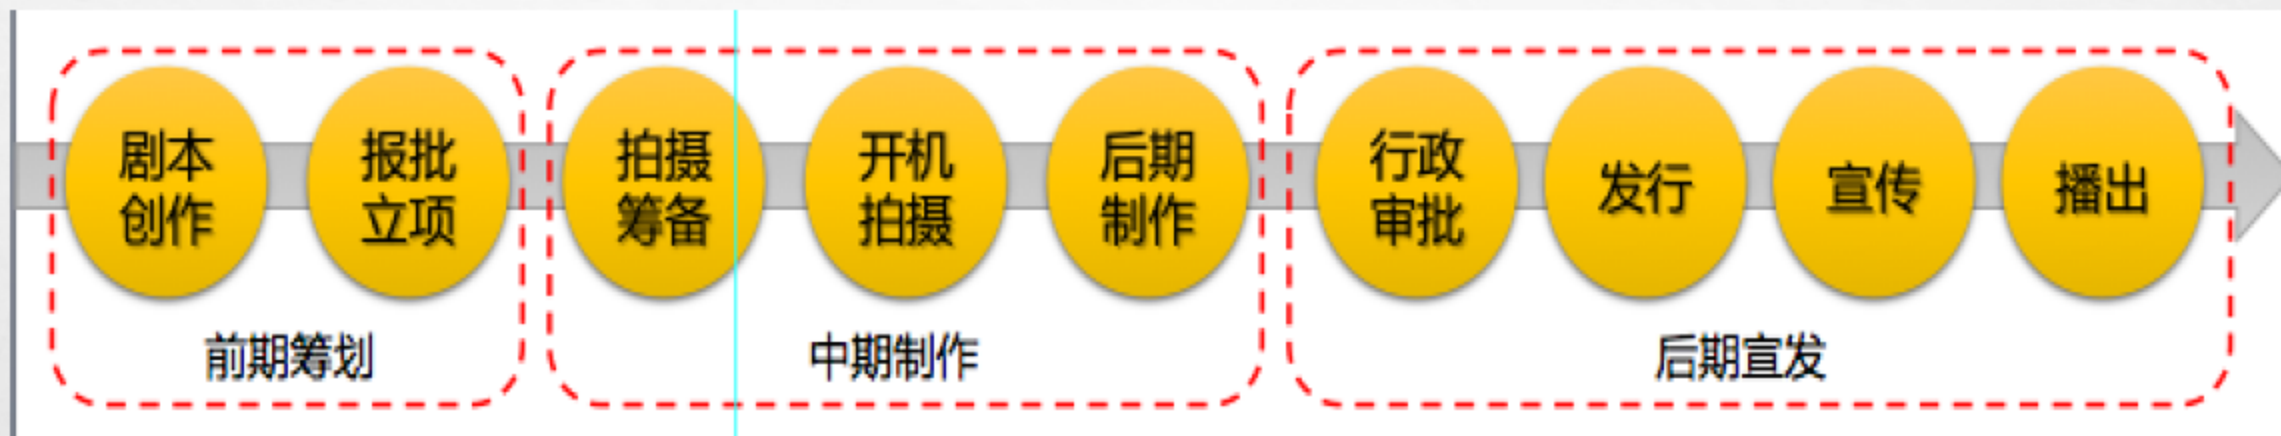 剧本
创作
报批
立项
拍摄
筹备
开机
拍摄
后期
制作
行政
审批
发行
宣传
播出
前期筹划
中期制作
后期宣发